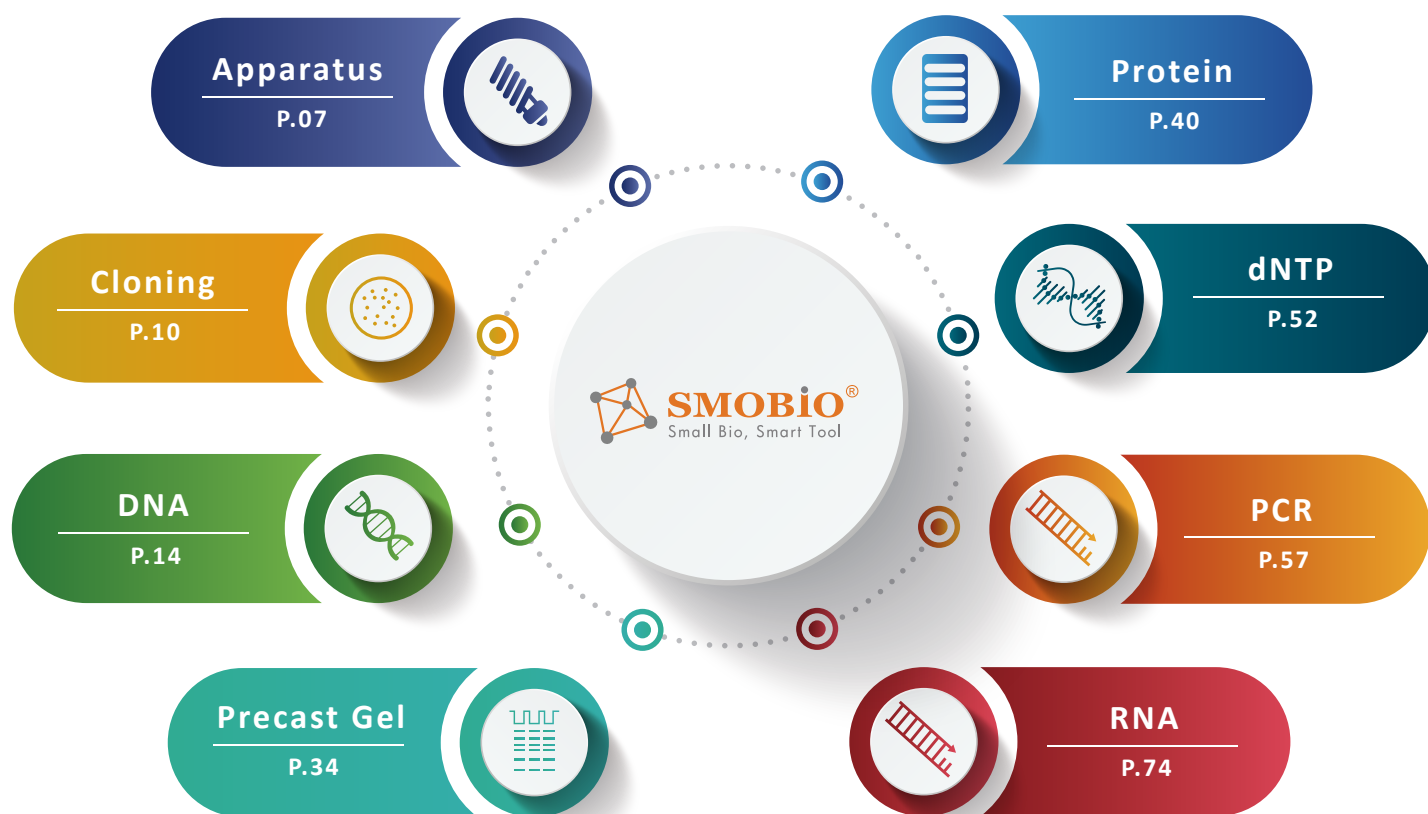 Apparatus
P.07
Cloning
P.10
DNA
P.14
Precast Gel
P.34
SMOBiO®
Small Bio, Smart Tool
Protein
P.40
dNTP
P.52
PCR
P.57
RNA
P.74